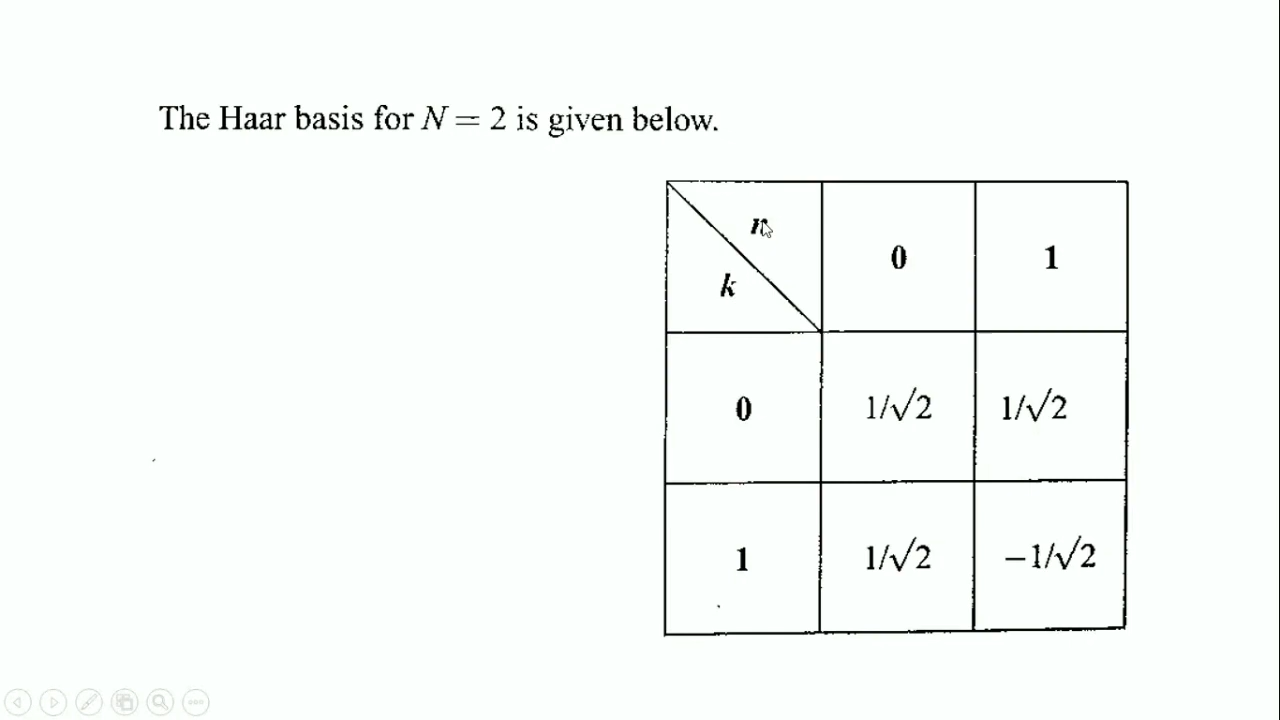 The Haar basis for N = 2 is given below.
n
k
0 1
0 1/√2 1/√2
1 1/√2 −1/√2